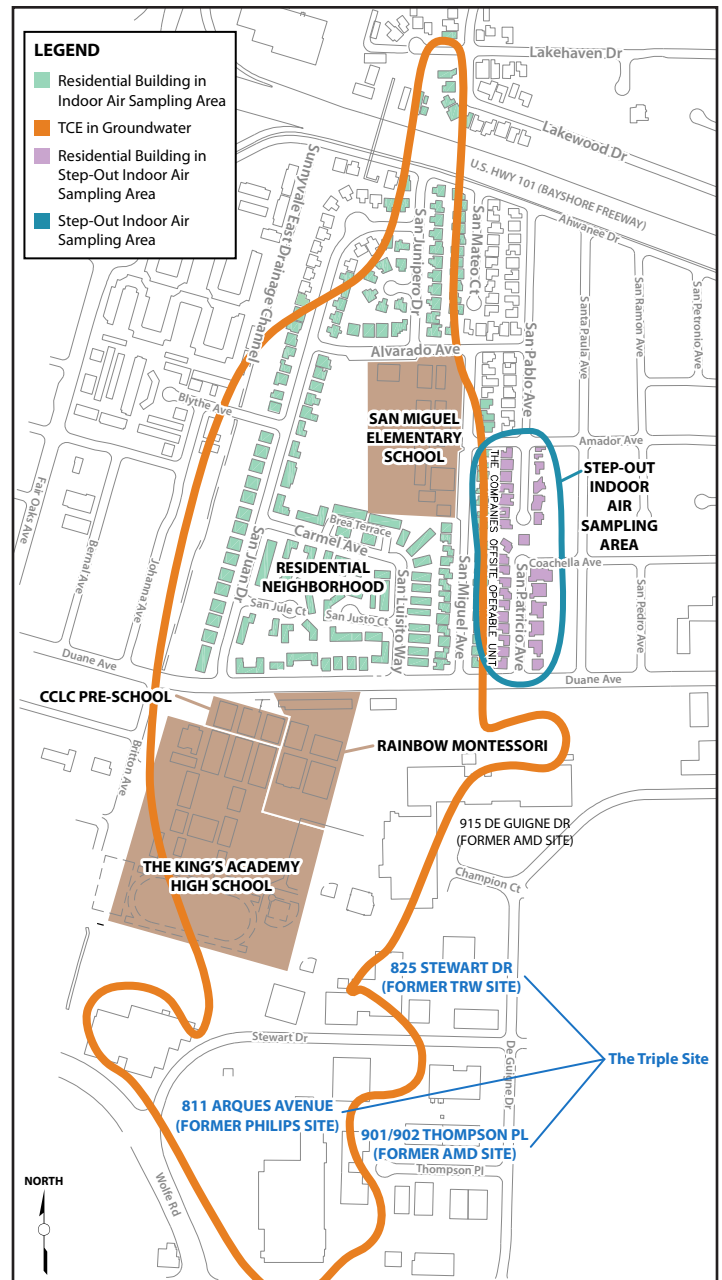 LEGEND
Residential Building in
Indoor Air Sampling Area
TCE in Groundwater
Residential Building in
Step-Out Indoor Air
Sampling Area
Step-Out Indoor Air
Sampling Area
Lakehaven Dr
Lakewood Dr
U.S. HWY 101 (BAYSHORE FREEWAY)
Ahwanee Dr
Sunnyvale East Drainage Channel
San Junipero Dr
San Mateo Ct
San Pablo Ave
Santa Paula Ave
San Ramon Ave
San Petronio Ave
Alvarado Ave
Blythe Ave
SAN MIGUEL
ELEMENTARY
SCHOOL
Amador Ave
STEP-OUT
INDOOR
AIR
SAMPLING
AREA
THE COMPANIES OFFSITE OPERABLE UNIT
Fair Oaks Ave
Bernal Ave
Johanna Ave
San Juan Dr
Brea Terrace
Carmel Ave
RESIDENTIAL
NEIGHBORHOOD
San Jule Ct
San Justo Ct
San Luisito Way
San Miguel Ave
San Patricio Ave
Coachella Ave
San Pedro Ave
Duane Ave
Duane Ave
CCLC PRE-SCHOOL
RAINBOW MONTESSORI
Britton Ave
915 DE GUIGNE DR
(FORMER AMD SITE)
THE KING'S ACADEMY
HIGH SCHOOL
Champion Ct
825 STEWART DR
(FORMER TRW SITE)
Stewart Dr
De Guigne Dr
The Triple Site
811 ARQUES AVENUE
(FORMER PHILIPS SITE)
901/902 THOMPSON PL
(FORMER AMD SITE)
Thompson Pl
Wolfe Rd
NORTH